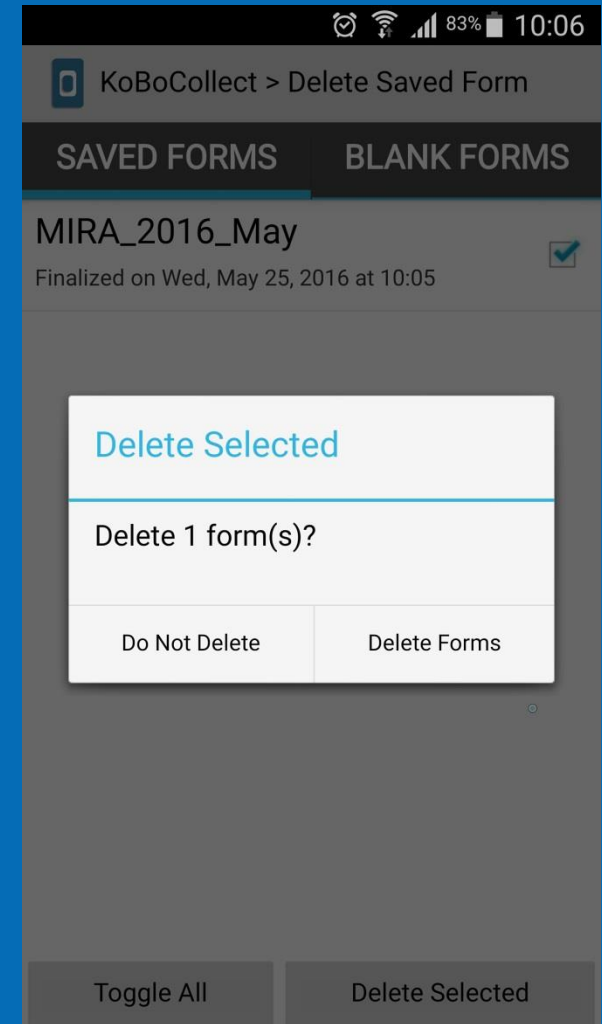 83% 10:06
KoBoCollect > Delete Saved Form
SAVED FORMS BLANK FORMS
MIRA_2016_May
Finalized on Wed, May 25, 2016 at 10:05
Delete Selected
Delete 1 form(s)?
Do Not Delete Delete Forms
Toggle All Delete Selected